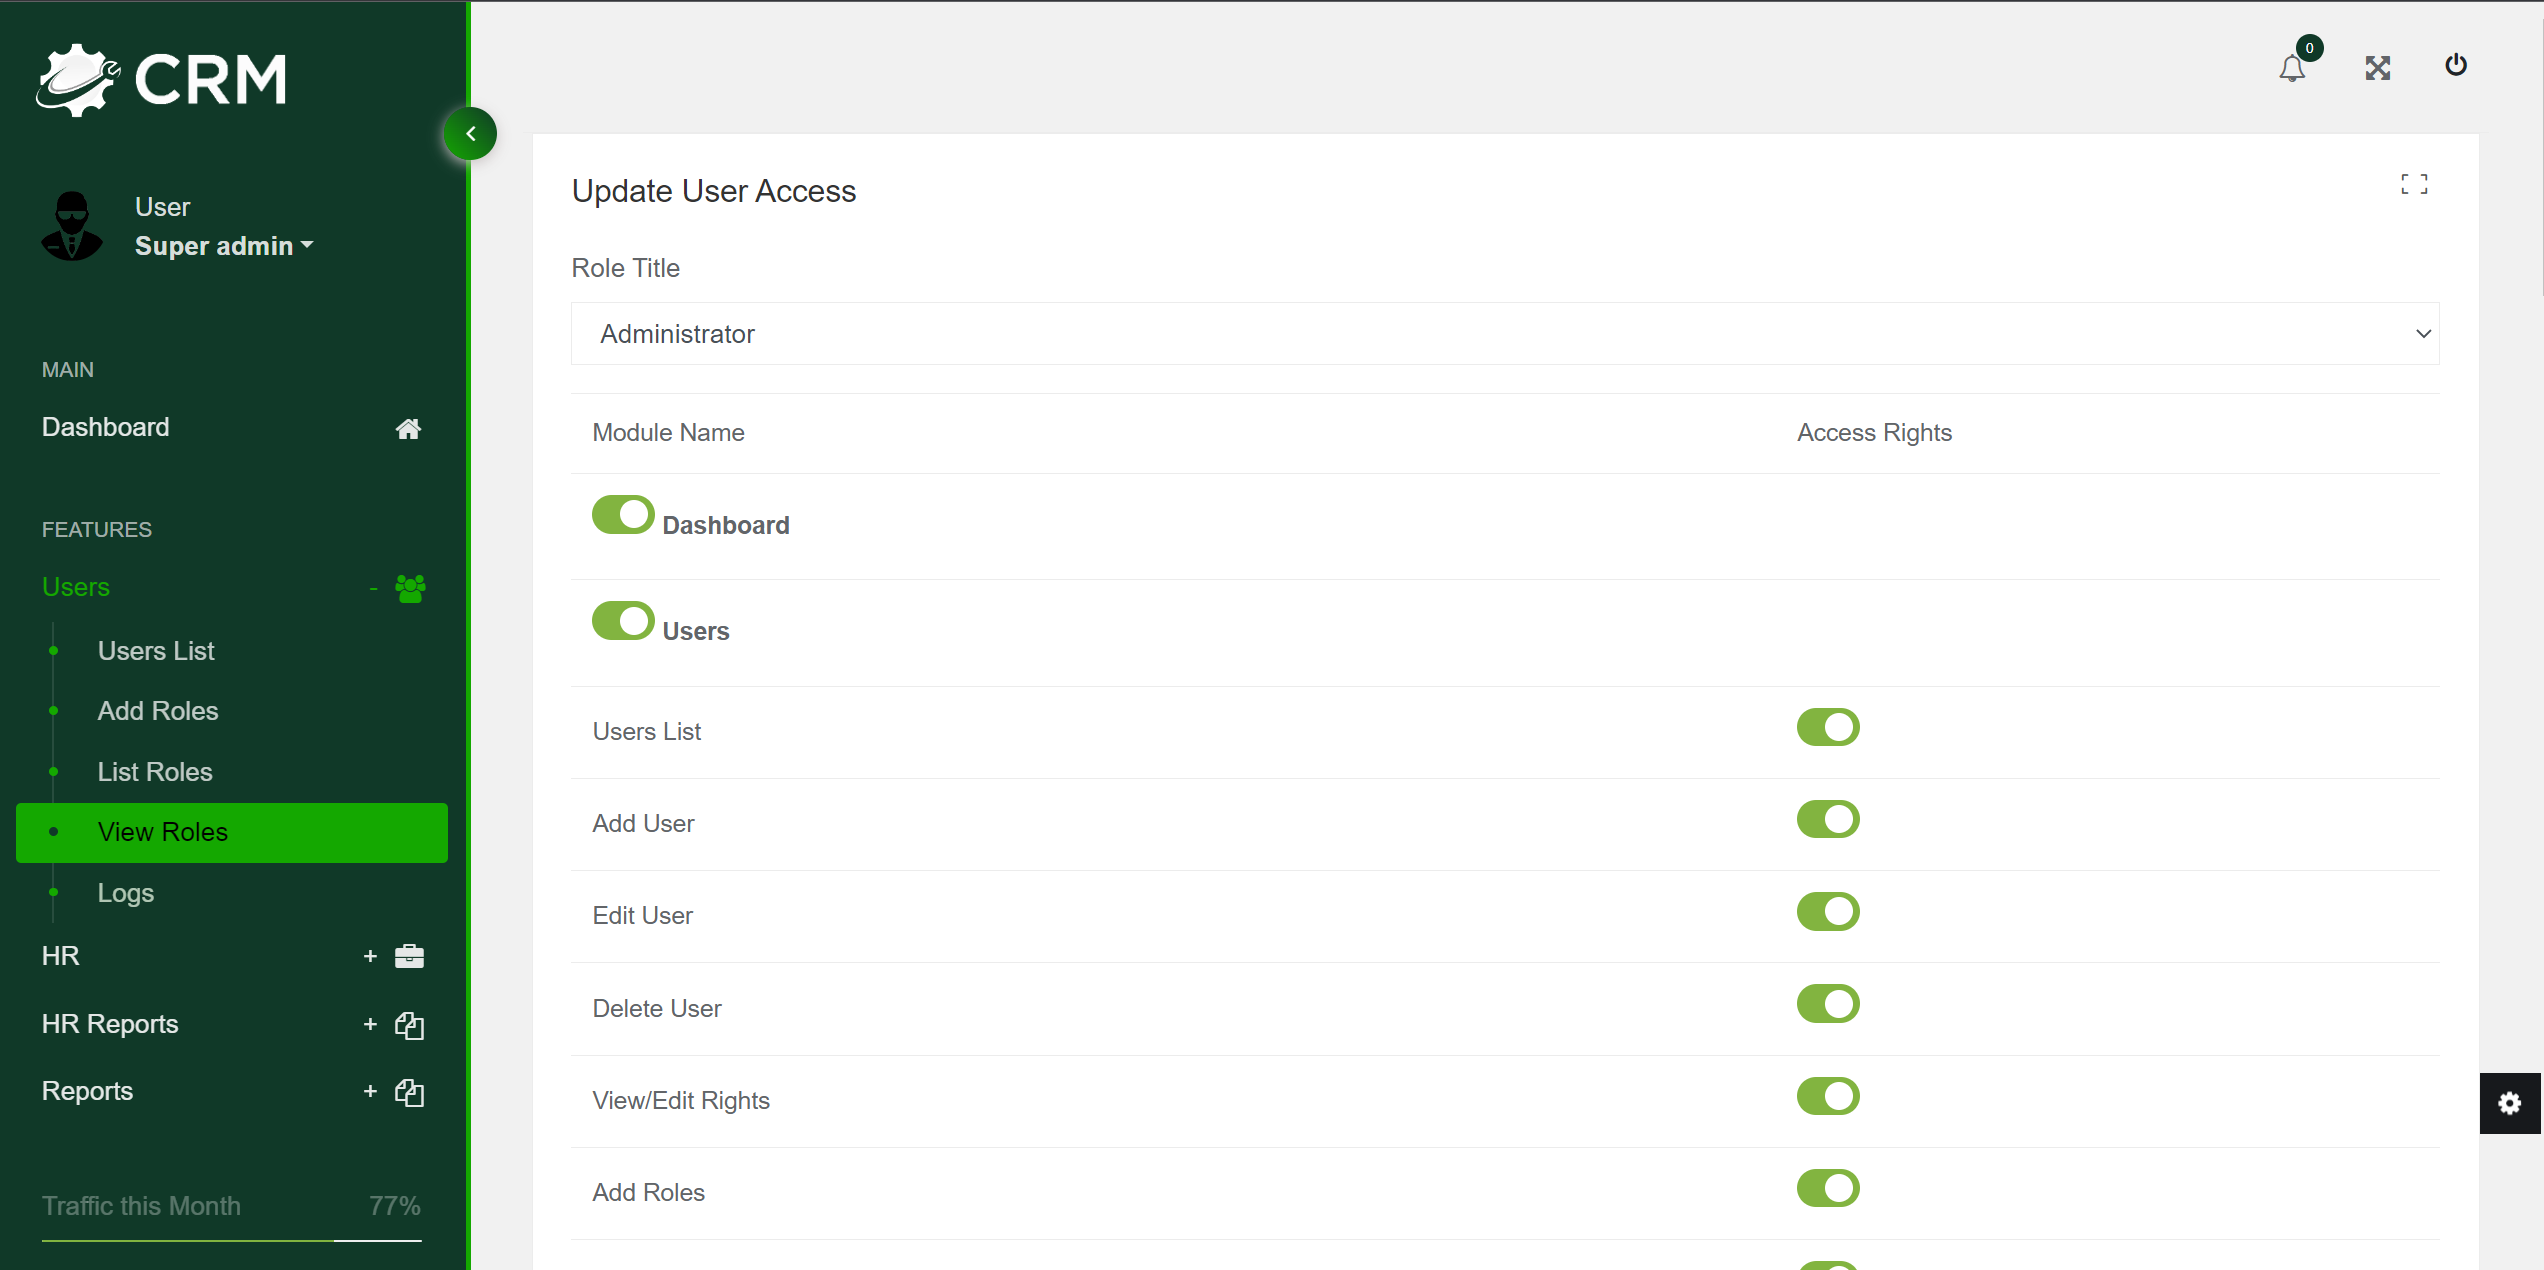 CRM
User
Super admin
MAIN
Dashboard
FEATURES
Users -
Users List
Add Roles
List Roles
View Roles
Logs
HR +
HR Reports +
Reports +
Traffic this Month 77%
0
Update User Access
Role Title
Administrator
Module Name Access Rights
Dashboard
Users
Users List
Add User
Edit User
Delete User
View/Edit Rights
Add Roles